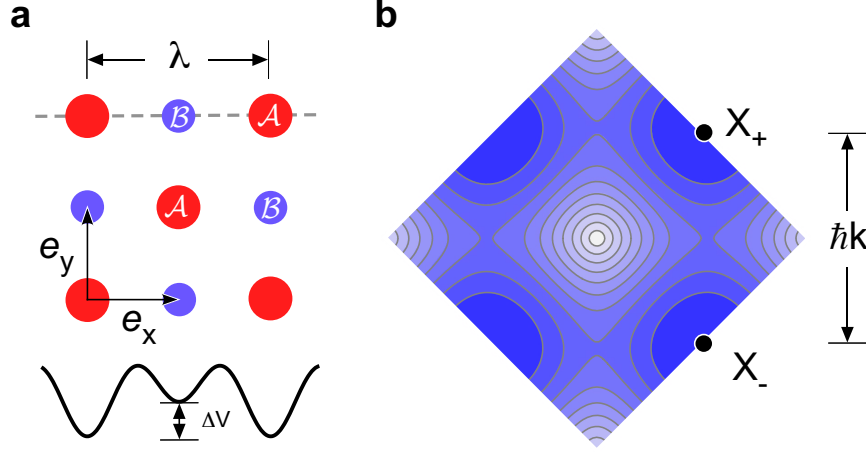 a
λ
ℬ 𝒜
𝒜 ℬ
e_y
e_x
ΔV
b
X₊
ħk
X₋